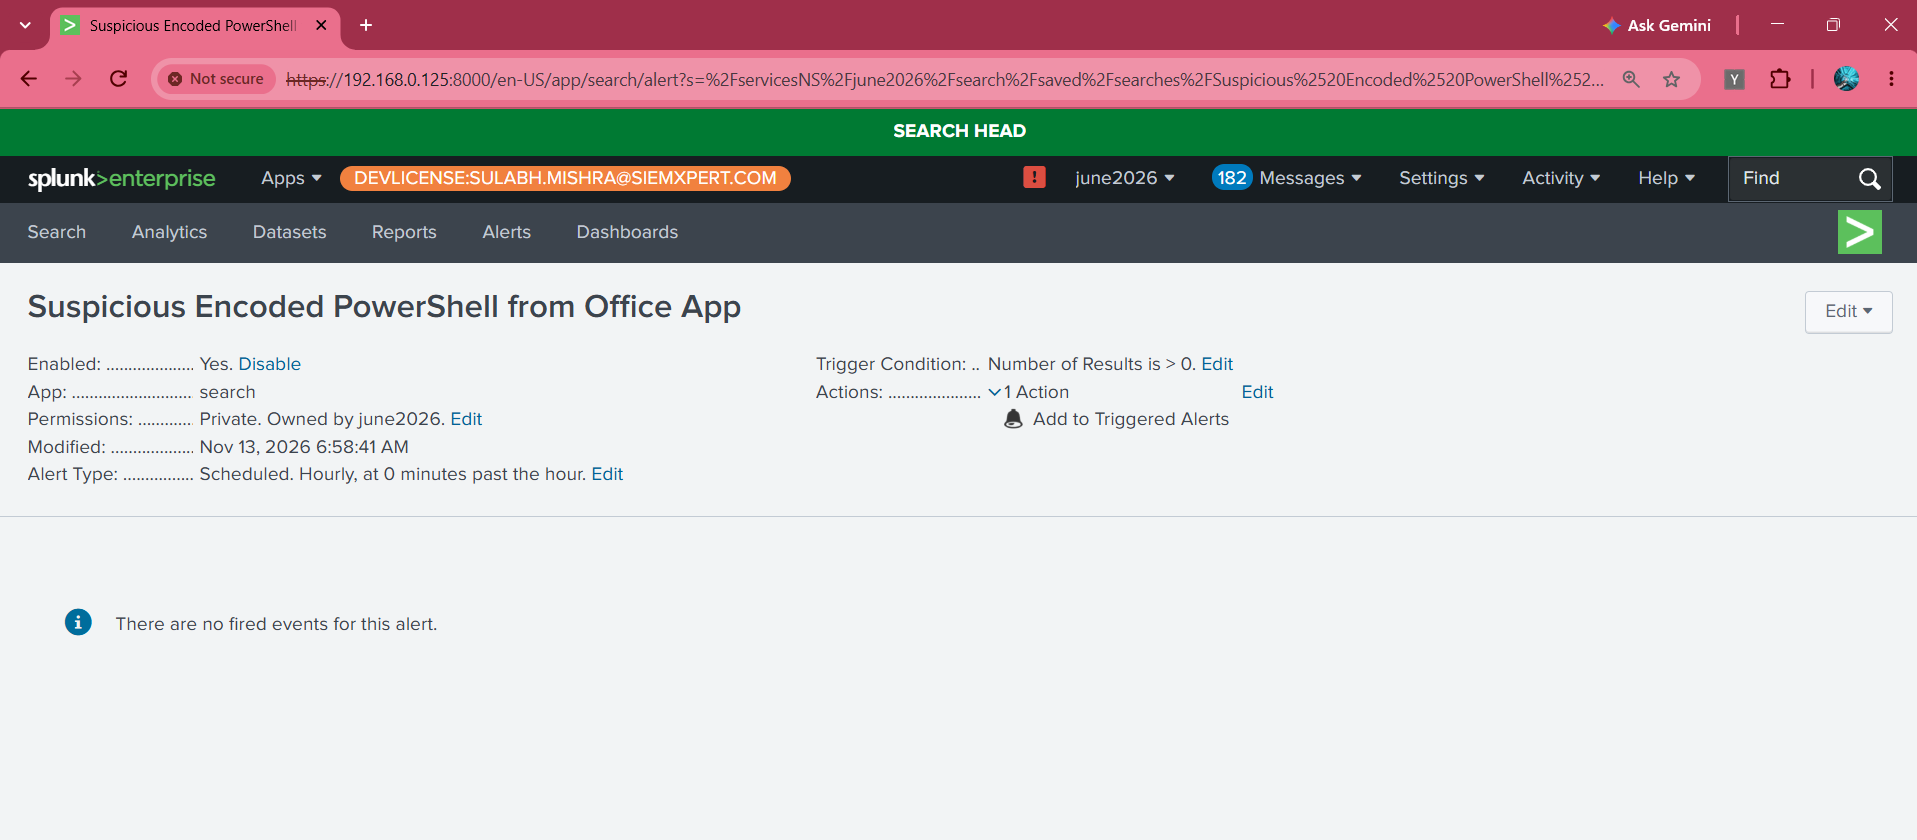 Suspicious Encoded PowerShell
Ask Gemini
Not secure
https://192.168.0.125:8000/en-US/app/search/alert?s=%2FservicesNS%2Fjune2026%2Fsearch%2Fsaved%2Fsearches%2FSuspicious%2520Encoded%2520PowerShell%252...
Y
SEARCH HEAD
splunk>enterprise
Apps
DEVLICENSE:SULABH.MISHRA@SIEMXPERT.COM
!
june2026
182 Messages
Settings
Activity
Help
Find
Search
Analytics
Datasets
Reports
Alerts
Dashboards
Suspicious Encoded PowerShell from Office App
Edit
Enabled: .................... Yes. Disable
App: ........................... search
Permissions: ............. Private. Owned by june2026. Edit
Modified: .................... Nov 13, 2026 6:58:41 AM
Alert Type: ................. Scheduled. Hourly, at 0 minutes past the hour. Edit
Trigger Condition: .. Number of Results is > 0. Edit
Actions: ...................... 1 Action Edit
Add to Triggered Alerts
There are no fired events for this alert.